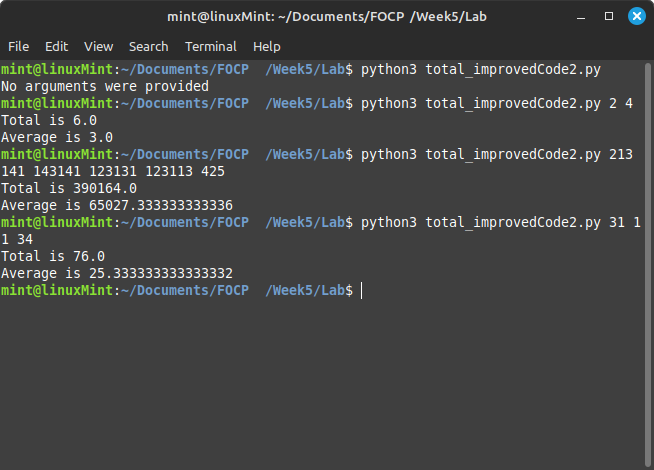 mint@linuxMint: ~/Documents/FOCP /Week5/Lab
File Edit View Search Terminal Help
mint@linuxMint:~/Documents/FOCP  /Week5/Lab$ python3 total_improvedCode2.py
No arguments were provided
mint@linuxMint:~/Documents/FOCP  /Week5/Lab$ python3 total_improvedCode2.py 2 4
Total is 6.0
Average is 3.0
mint@linuxMint:~/Documents/FOCP  /Week5/Lab$ python3 total_improvedCode2.py 213
141 143141 123131 123113 425
Total is 390164.0
Average is 65027.333333333336
mint@linuxMint:~/Documents/FOCP  /Week5/Lab$ python3 total_improvedCode2.py 31 1
1 34
Total is 76.0
Average is 25.333333333333332
mint@linuxMint:~/Documents/FOCP  /Week5/Lab$